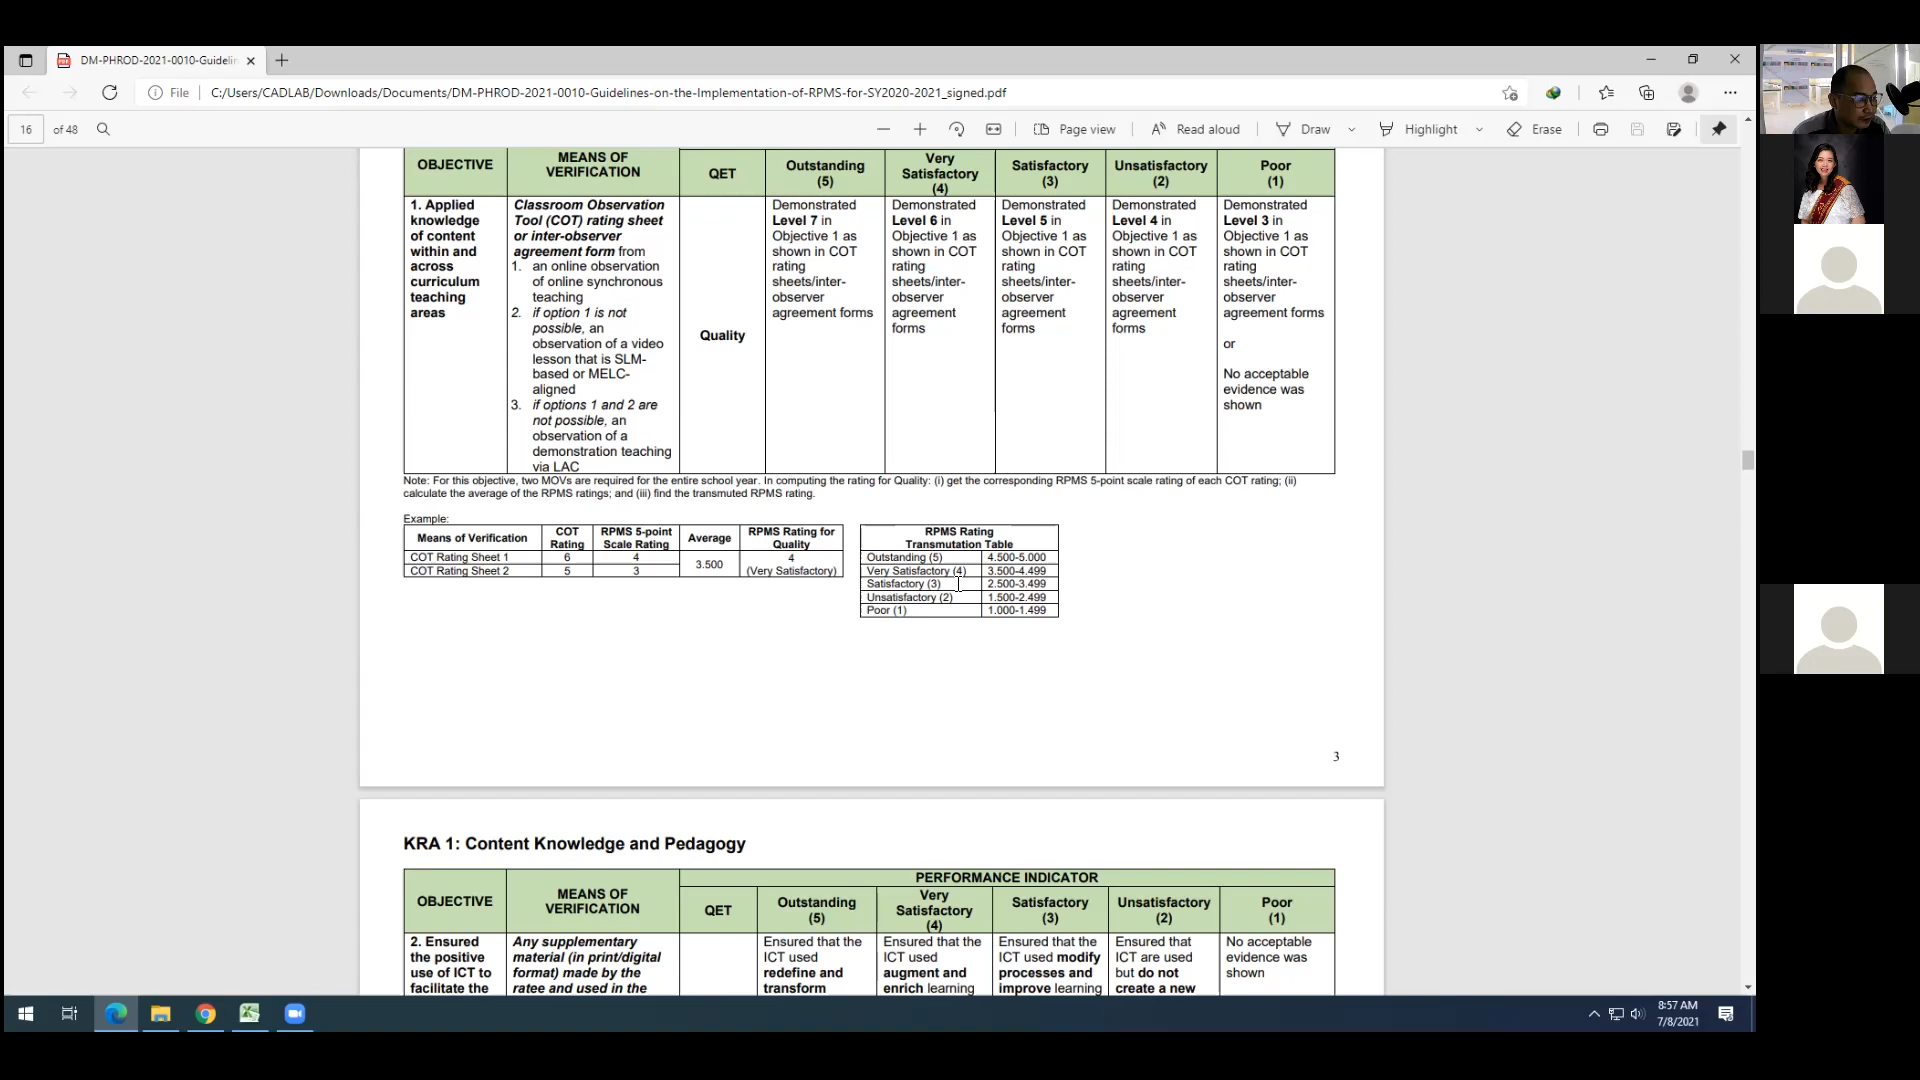 DM-PHROD-2021-0010-Guidelin
File C:/Users/CADLAB/Downloads/Documents/DM-PHROD-2021-0010-Guidelines-on-the-Implementation-of-RPMS-for-SY2020-2021_signed.pdf
16 of 48 Page view Read aloud Draw Highlight Erase
OBJECTIVE
MEANS OF
VERIFICATION
QET
Outstanding
(5)
Very
Satisfactory
(4)
Satisfactory
(3)
Unsatisfactory
(2)
Poor
(1)
1. Applied
knowledge
of content
within and
across
curriculum
teaching
areas
Classroom Observation
Tool (COT) rating sheet
or inter-observer
agreement form from
1. an online observation
of online synchronous
teaching
2. if option 1 is not
possible, an
observation of a video
lesson that is SLM-
based or MELC-
aligned
3. if options 1 and 2 are
not possible, an
observation of a
demonstration teaching
via LAC
Quality
Demonstrated
Level 7 in
Objective 1 as
shown in COT
rating
sheets/inter-
observer
agreement forms
Demonstrated
Level 6 in
Objective 1 as
shown in COT
rating
sheets/inter-
observer
agreement
forms
Demonstrated
Level 5 in
Objective 1 as
shown in COT
rating
sheets/inter-
observer
agreement
forms
Demonstrated
Level 4 in
Objective 1 as
shown in COT
rating
sheets/inter-
observer
agreement
forms
Demonstrated
Level 3 in
Objective 1 as
shown in COT
rating
sheets/inter-
observer
agreement forms
or
No acceptable
evidence was
shown
Note: For this objective, two MOVs are required for the entire school year. In computing the rating for Quality: (i) get the corresponding RPMS 5-point scale rating of each COT rating; (ii)
calculate the average of the RPMS ratings; and (iii) find the transmuted RPMS rating.
Example:
Means of Verification
COT
Rating
RPMS 5-point
Scale Rating
Average
RPMS Rating for
Quality
COT Rating Sheet 1 6 4
COT Rating Sheet 2 5 3
3.500
4
(Very Satisfactory)
RPMS Rating
Transmutation Table
Outstanding (5) 4.500-5.000
Very Satisfactory (4) 3.500-4.499
Satisfactory (3) 2.500-3.499
Unsatisfactory (2) 1.500-2.499
Poor (1) 1.000-1.499
3
KRA 1: Content Knowledge and Pedagogy
OBJECTIVE
MEANS OF
VERIFICATION
PERFORMANCE INDICATOR
QET
Outstanding
(5)
Very
Satisfactory
(4)
Satisfactory
(3)
Unsatisfactory
(2)
Poor
(1)
2. Ensured
the positive
use of ICT to
facilitate the
Any supplementary
material (in print/digital
format) made by the
ratee and used in the
Ensured that the
ICT used
redefine and
transform
Ensured that the
ICT used
augment and
enrich learning
Ensured that the
ICT used modify
processes and
improve learning
Ensured that
ICT are used
but do not
create a new
No acceptable
evidence was
shown
8:57 AM
7/8/2021